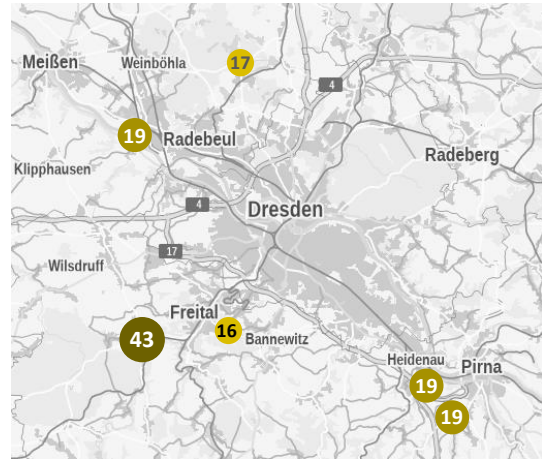 Meißen
Weinböhla
17
4
19
Radebeul
Radeberg
Klipphausen
4
Dresden
17
Wilsdruff
Freital
43
16
Bannewitz
Heidenau
Pirna
19
19